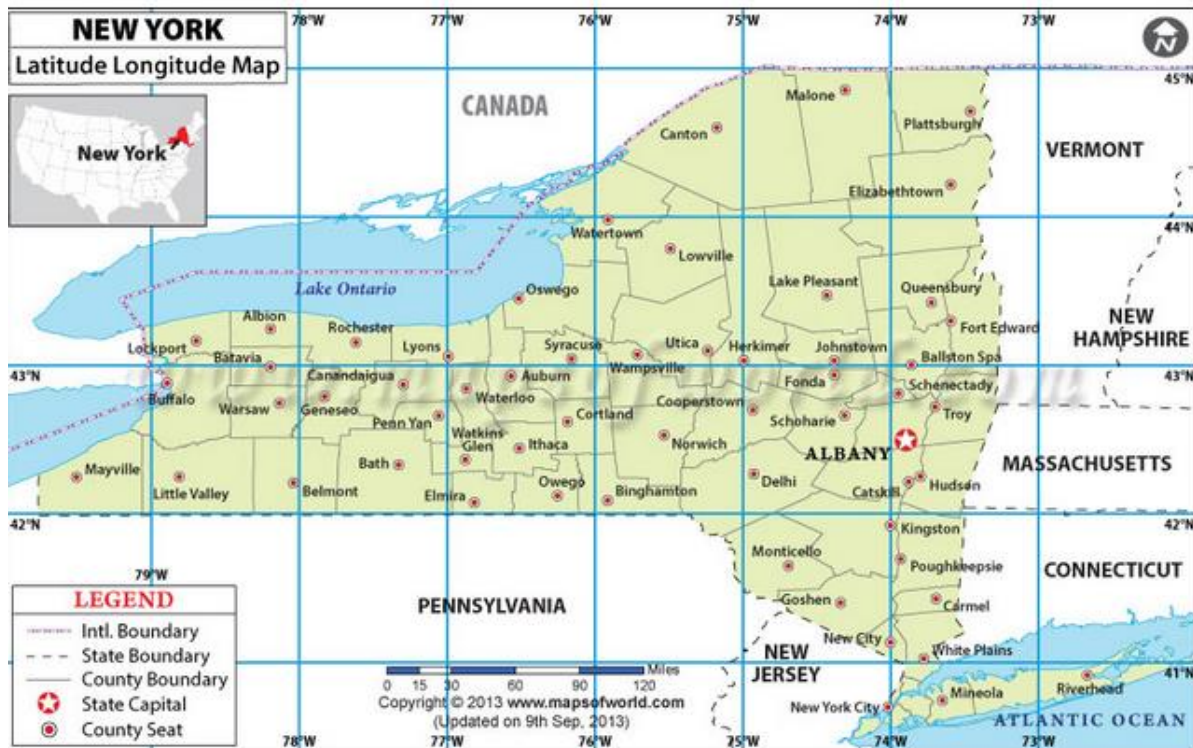 NEW YORK
Latitude Longitude Map
78°W 77°W 76°W 75°W 74°W 73°W
N
New York
CANADA
45°N 45°N
Malone
Plattsburgh
Canton
VERMONT
Elizabethtown
44°N 44°N
Watertown
Lowville
Lake Ontario
Lake Pleasant
Queensbury
Oswego
Albion
Rochester
Fort Edward
NEW
HAMPSHIRE
Lockport
Batavia
Lyons
Syracuse
Utica
Herkimer
Johnstown
Ballston Spa
Wampsville
43°N 43°N
Canandaigua
Auburn
Fonda
Schenectady
Buffalo
Warsaw
Geneseo
Waterloo
Cooperstown
Troy
Penn Yan
Cortland
Schoharie
Watkins
Glen
Ithaca
Norwich
ALBANY
MASSACHUSETTS
Mayville
Bath
Little Valley
Belmont
Elmira
Owego
Binghamton
Delhi
Catskill
Hudson
42°N 42°N
Kingston
Monticello
Poughkeepsie
CONNECTICUT
79°W
LEGEND
Intl. Boundary
State Boundary
County Boundary
State Capital
County Seat
PENNSYLVANIA
Goshen
Carmel
New City
White Plains
NEW
JERSEY
41°N
Miles
0 15 30 60 90 120
Copyright © 2013 www.mapsofworld.com
(Updated on 9th Sep, 2013)
New York City
Mineola
Riverhead
ATLANTIC OCEAN
78°W 77°W 76°W 75°W 74°W 73°W